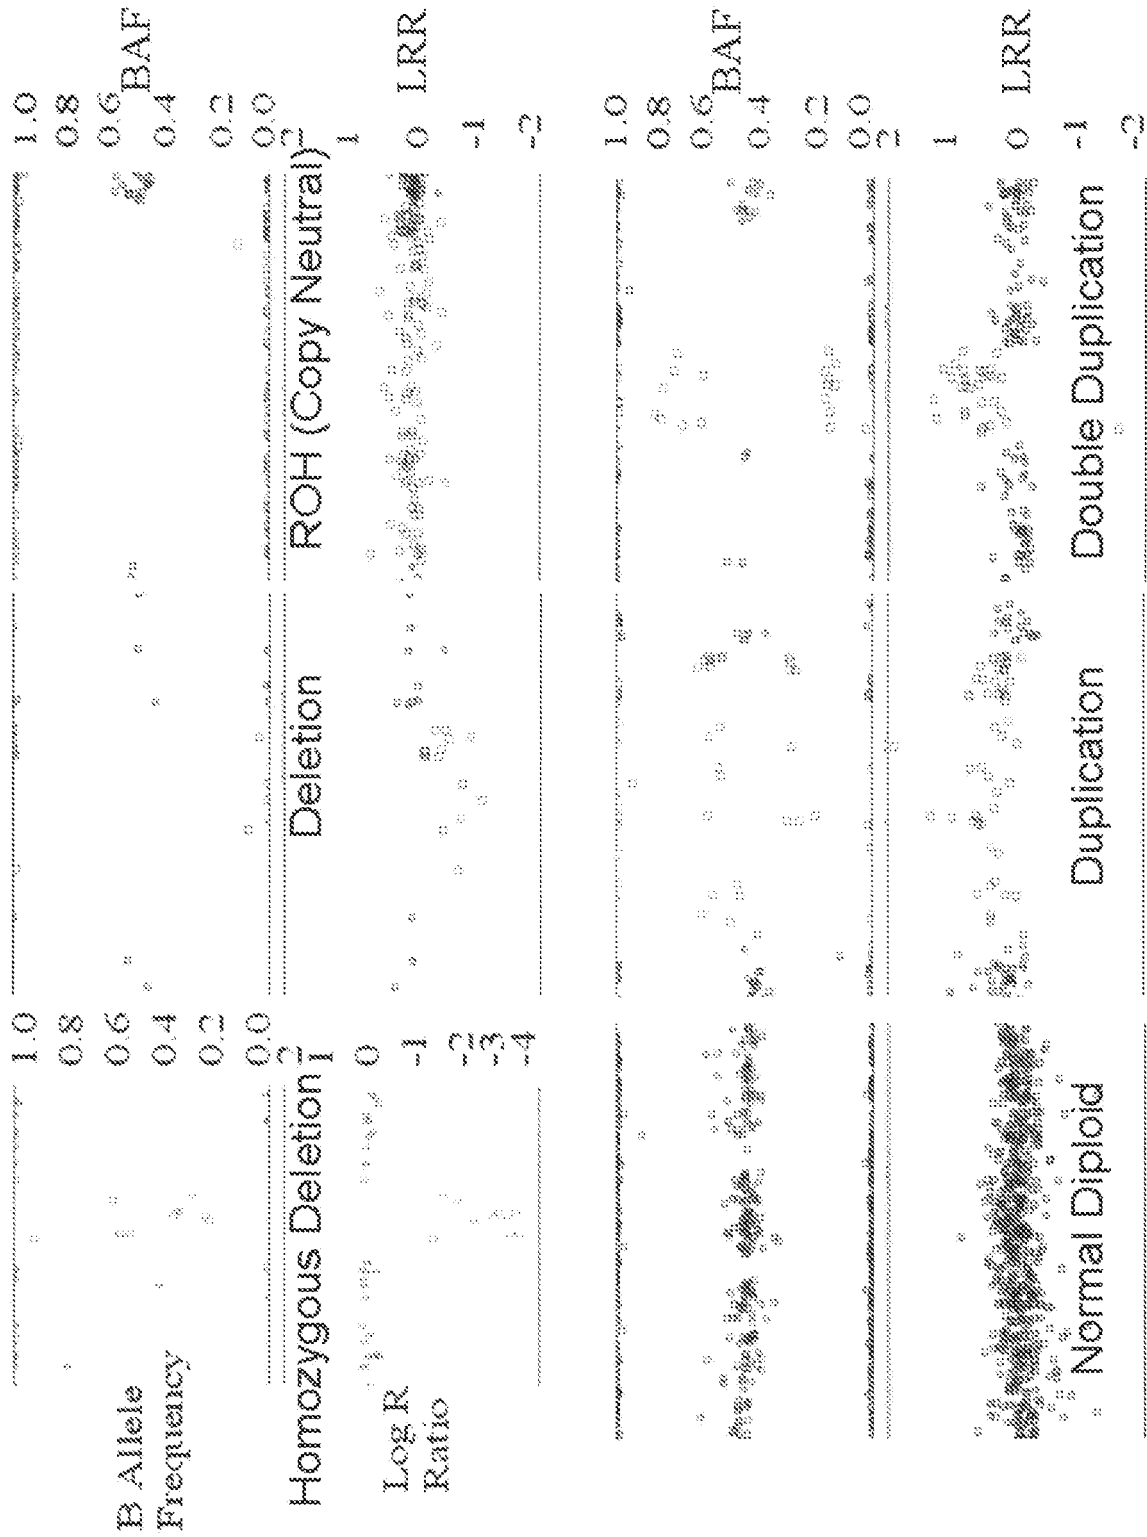 B Allele
Frequency
1.0
0.8
0.6
0.4
0.2
0.0
1.0
0.8
0.6
BAF
0.4
0.2
0.0
Homozygous Deletion
Deletion
ROH (Copy Neutral)
Log R
Ratio
2
1
0
-1
-2
-3
-4
2
1
0
LRR
-1
-2
1.0
0.8
0.6
BAF
0.4
0.2
0.0
2
1
0
LRR
-1
-2
Normal Diploid
Duplication
Double Duplication